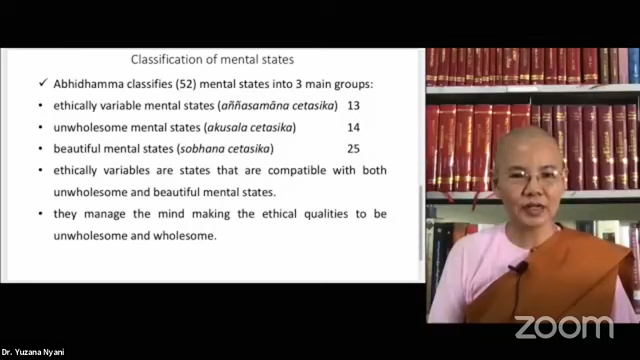 Classification of mental states
✓ Abhidhamma classifies (52) mental states into 3 main groups:
• ethically variable mental states (aññasamāna cetasika) 13
• unwholesome mental states (akusala cetasika) 14
• beautiful mental states (sobhana cetasika) 25
• ethically variables are states that are compatible with both
unwholesome and beautiful mental states.
• they manage the mind making the ethical qualities to be
unwholesome and wholesome.
zoom
Dr. Yuzana Nyani